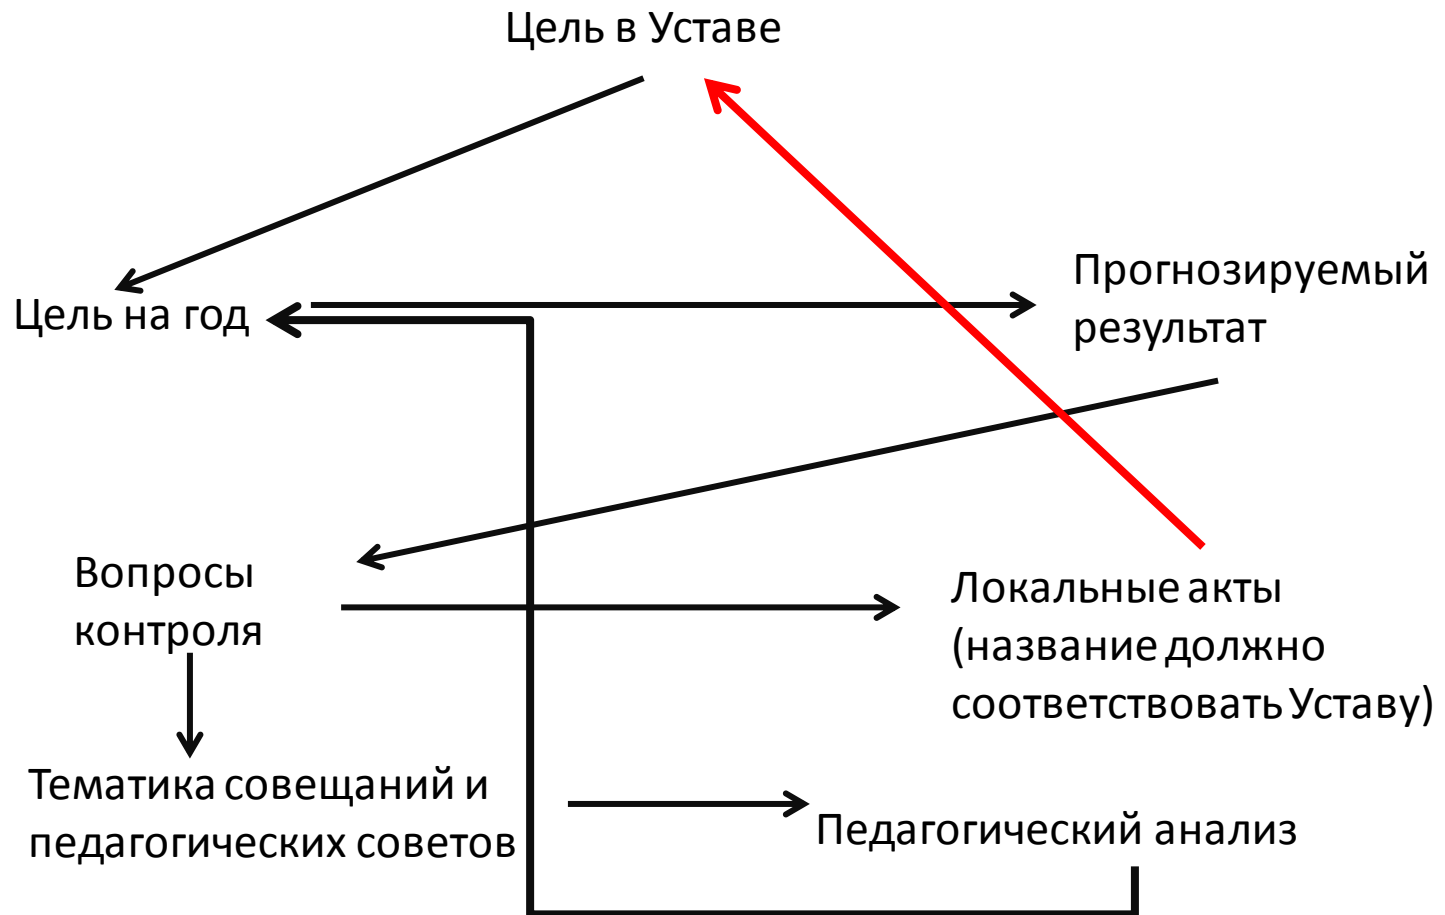 Цель в Уставе
Прогнозируемый
результат
Цель на год
Вопросы
контроля
Локальные акты
(название должно
соответствовать Уставу)
Тематика совещаний и
педагогических советов
Педагогический анализ